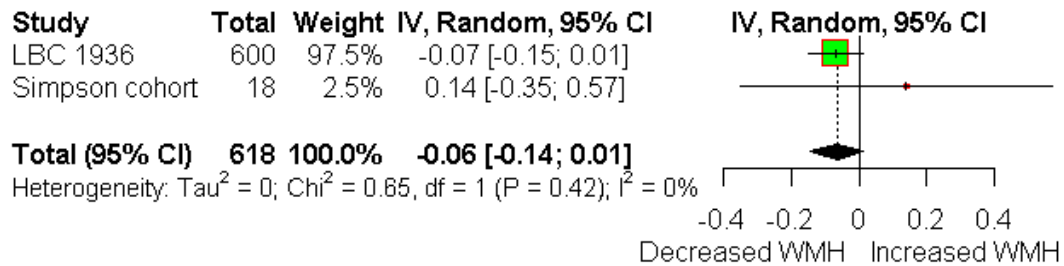 Study Total Weight IV, Random, 95% CI IV, Random, 95% CI
LBC 1936 600 97.5% -0.07 [-0.15; 0.01]
Simpson cohort 18 2.5% 0.14 [-0.35; 0.57]
Total (95% CI) 618 100.0% -0.06 [-0.14; 0.01]
Heterogeneity: Tau² = 0; Chi² = 0.65, df = 1 (P = 0.42); I² = 0%
-0.4 -0.2 0 0.2 0.4
Decreased WMH Increased WMH